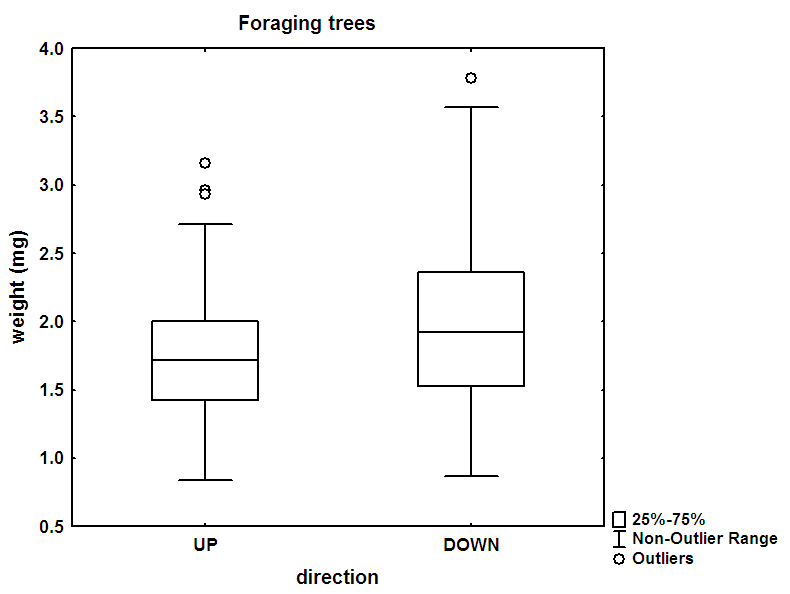 Foraging trees
4.0
3.5
3.0
2.5
2.0
1.5
1.0
0.5
weight (mg)
UP DOWN
direction
25%-75%
Non-Outlier Range
Outliers